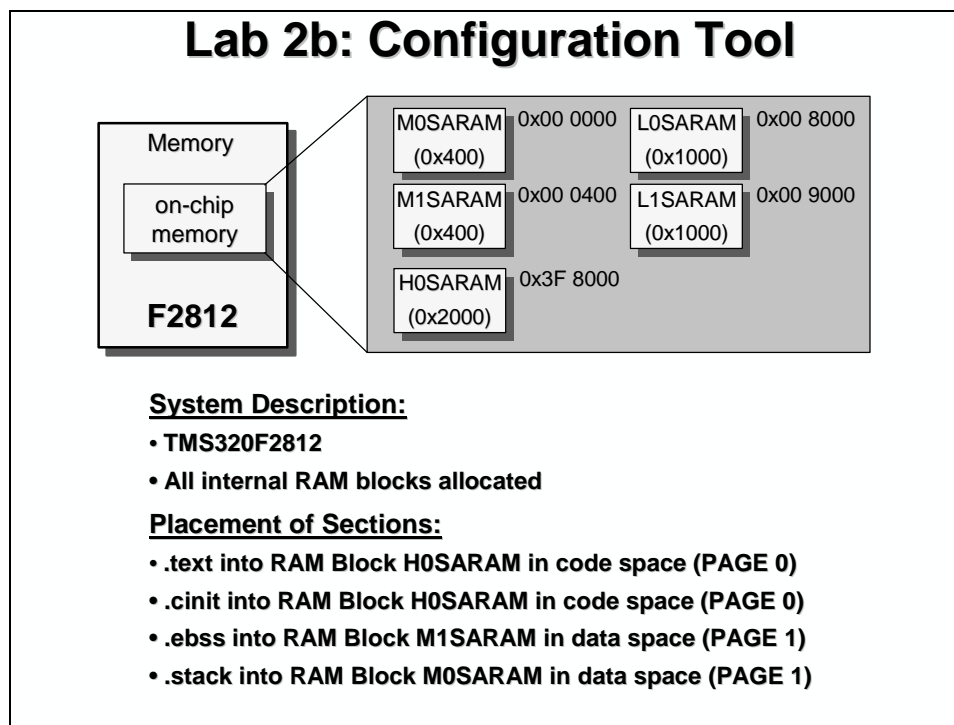 Lab 2b: Configuration Tool
Memory
on-chip
memory
F2812
M0SARAM
(0x400)
0x00 0000
L0SARAM
(0x1000)
0x00 8000
M1SARAM
(0x400)
0x00 0400
L1SARAM
(0x1000)
0x00 9000
H0SARAM
(0x2000)
0x3F 8000
System Description:
• TMS320F2812
• All internal RAM blocks allocated
Placement of Sections:
• .text into RAM Block H0SARAM in code space (PAGE 0)
• .cinit into RAM Block H0SARAM in code space (PAGE 0)
• .ebss into RAM Block M1SARAM in data space (PAGE 1)
• .stack into RAM Block M0SARAM in data space (PAGE 1)